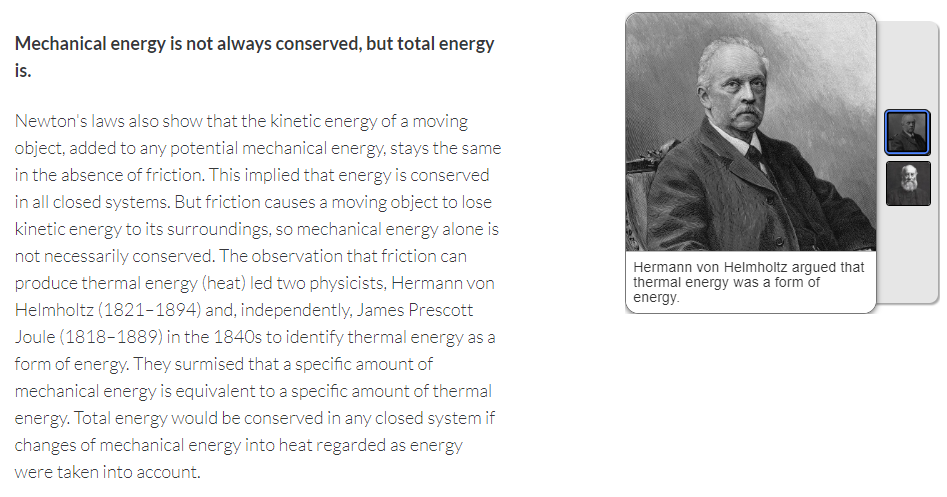 Mechanical energy is not always conserved, but total energy
is.
Newton's laws also show that the kinetic energy of a moving
object, added to any potential mechanical energy, stays the same
in the absence of friction. This implied that energy is conserved
in all closed systems. But friction causes a moving object to lose
kinetic energy to its surroundings, so mechanical energy alone is
not necessarily conserved. The observation that friction can
produce thermal energy (heat) led two physicists, Hermann von
Helmholtz (1821–1894) and, independently, James Prescott
Joule (1818–1889) in the 1840s to identify thermal energy as a
form of energy. They surmised that a specific amount of
mechanical energy is equivalent to a specific amount of thermal
energy. Total energy would be conserved in any closed system if
changes of mechanical energy into heat regarded as energy
were taken into account.
Hermann von Helmholtz argued that
thermal energy was a form of
energy.